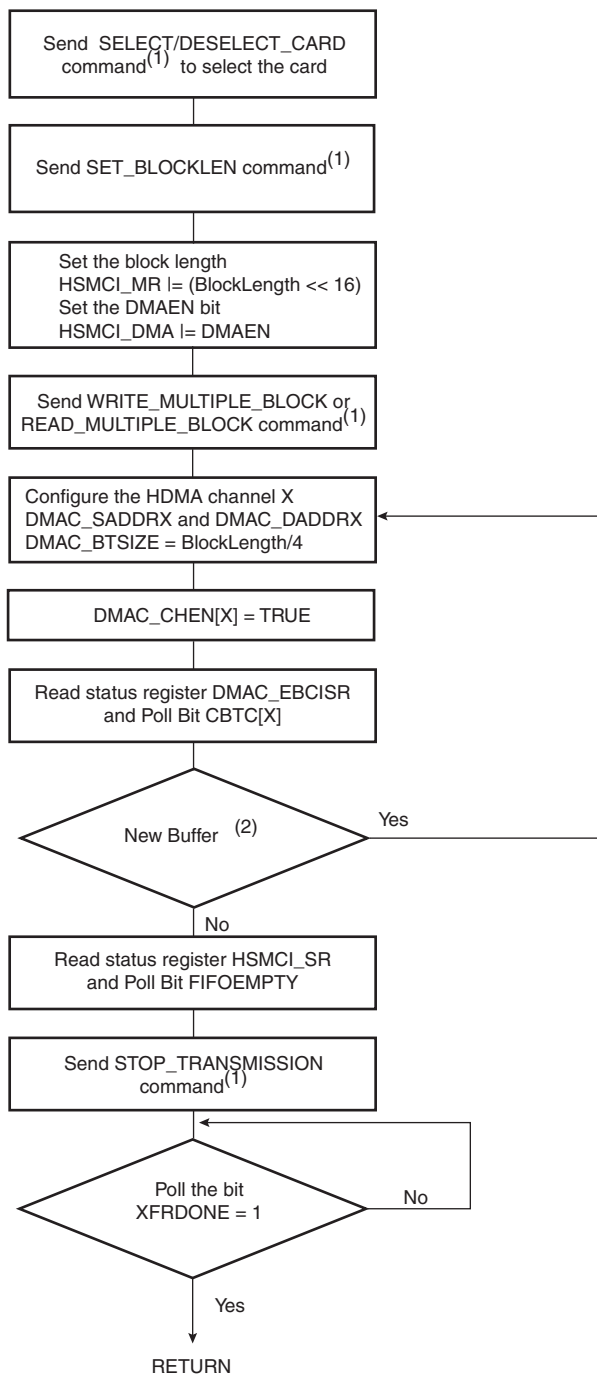 Send SELECT/DESELECT_CARD
command(1) to select the card
Send SET_BLOCKLEN command(1)
Set the block length
HSMCI_MR |= (BlockLength << 16)
Set the DMAEN bit
HSMCI_DMA |= DMAEN
Send WRITE_MULTIPLE_BLOCK or
READ_MULTIPLE_BLOCK command(1)
Configure the HDMA channel X
DMAC_SADDRX and DMAC_DADDRX
DMAC_BTSIZE = BlockLength/4
DMAC_CHEN[X] = TRUE
Read status register DMAC_EBCISR
and Poll Bit CBTC[X]
New Buffer (2)
Yes
No
Read status register HSMCI_SR
and Poll Bit FIFOEMPTY
Send STOP_TRANSMISSION
command(1)
Poll the bit
XFRDONE = 1
No
Yes
RETURN